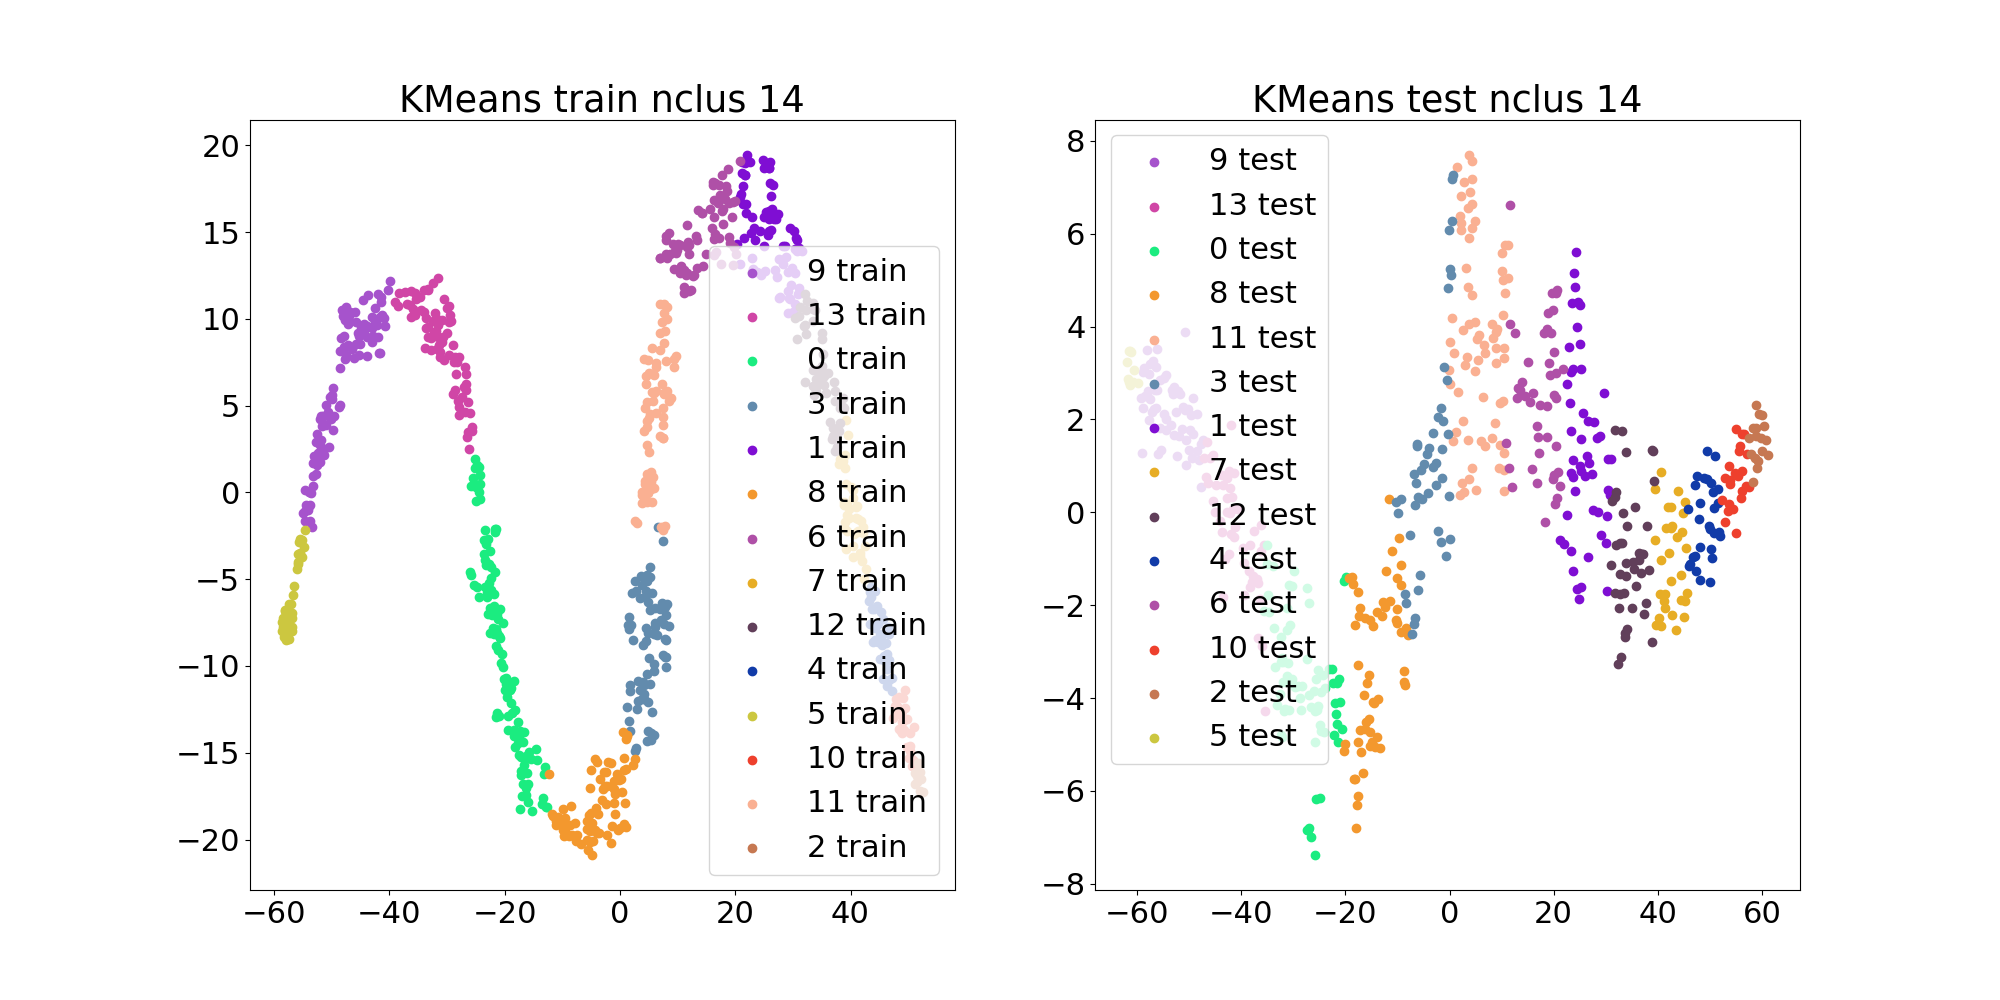 KMeans train nclus 14
20
15
10
5
0
−5
−10
−15
−20
−60 −40 −20 0 20 40
9 train
13 train
0 train
3 train
1 train
8 train
6 train
7 train
12 train
4 train
5 train
10 train
11 train
2 train
KMeans test nclus 14
8
6
4
2
0
−2
−4
−6
−8
−60 −40 −20 0 20 40 60
9 test
13 test
0 test
8 test
11 test
3 test
1 test
7 test
12 test
4 test
6 test
10 test
2 test
5 test